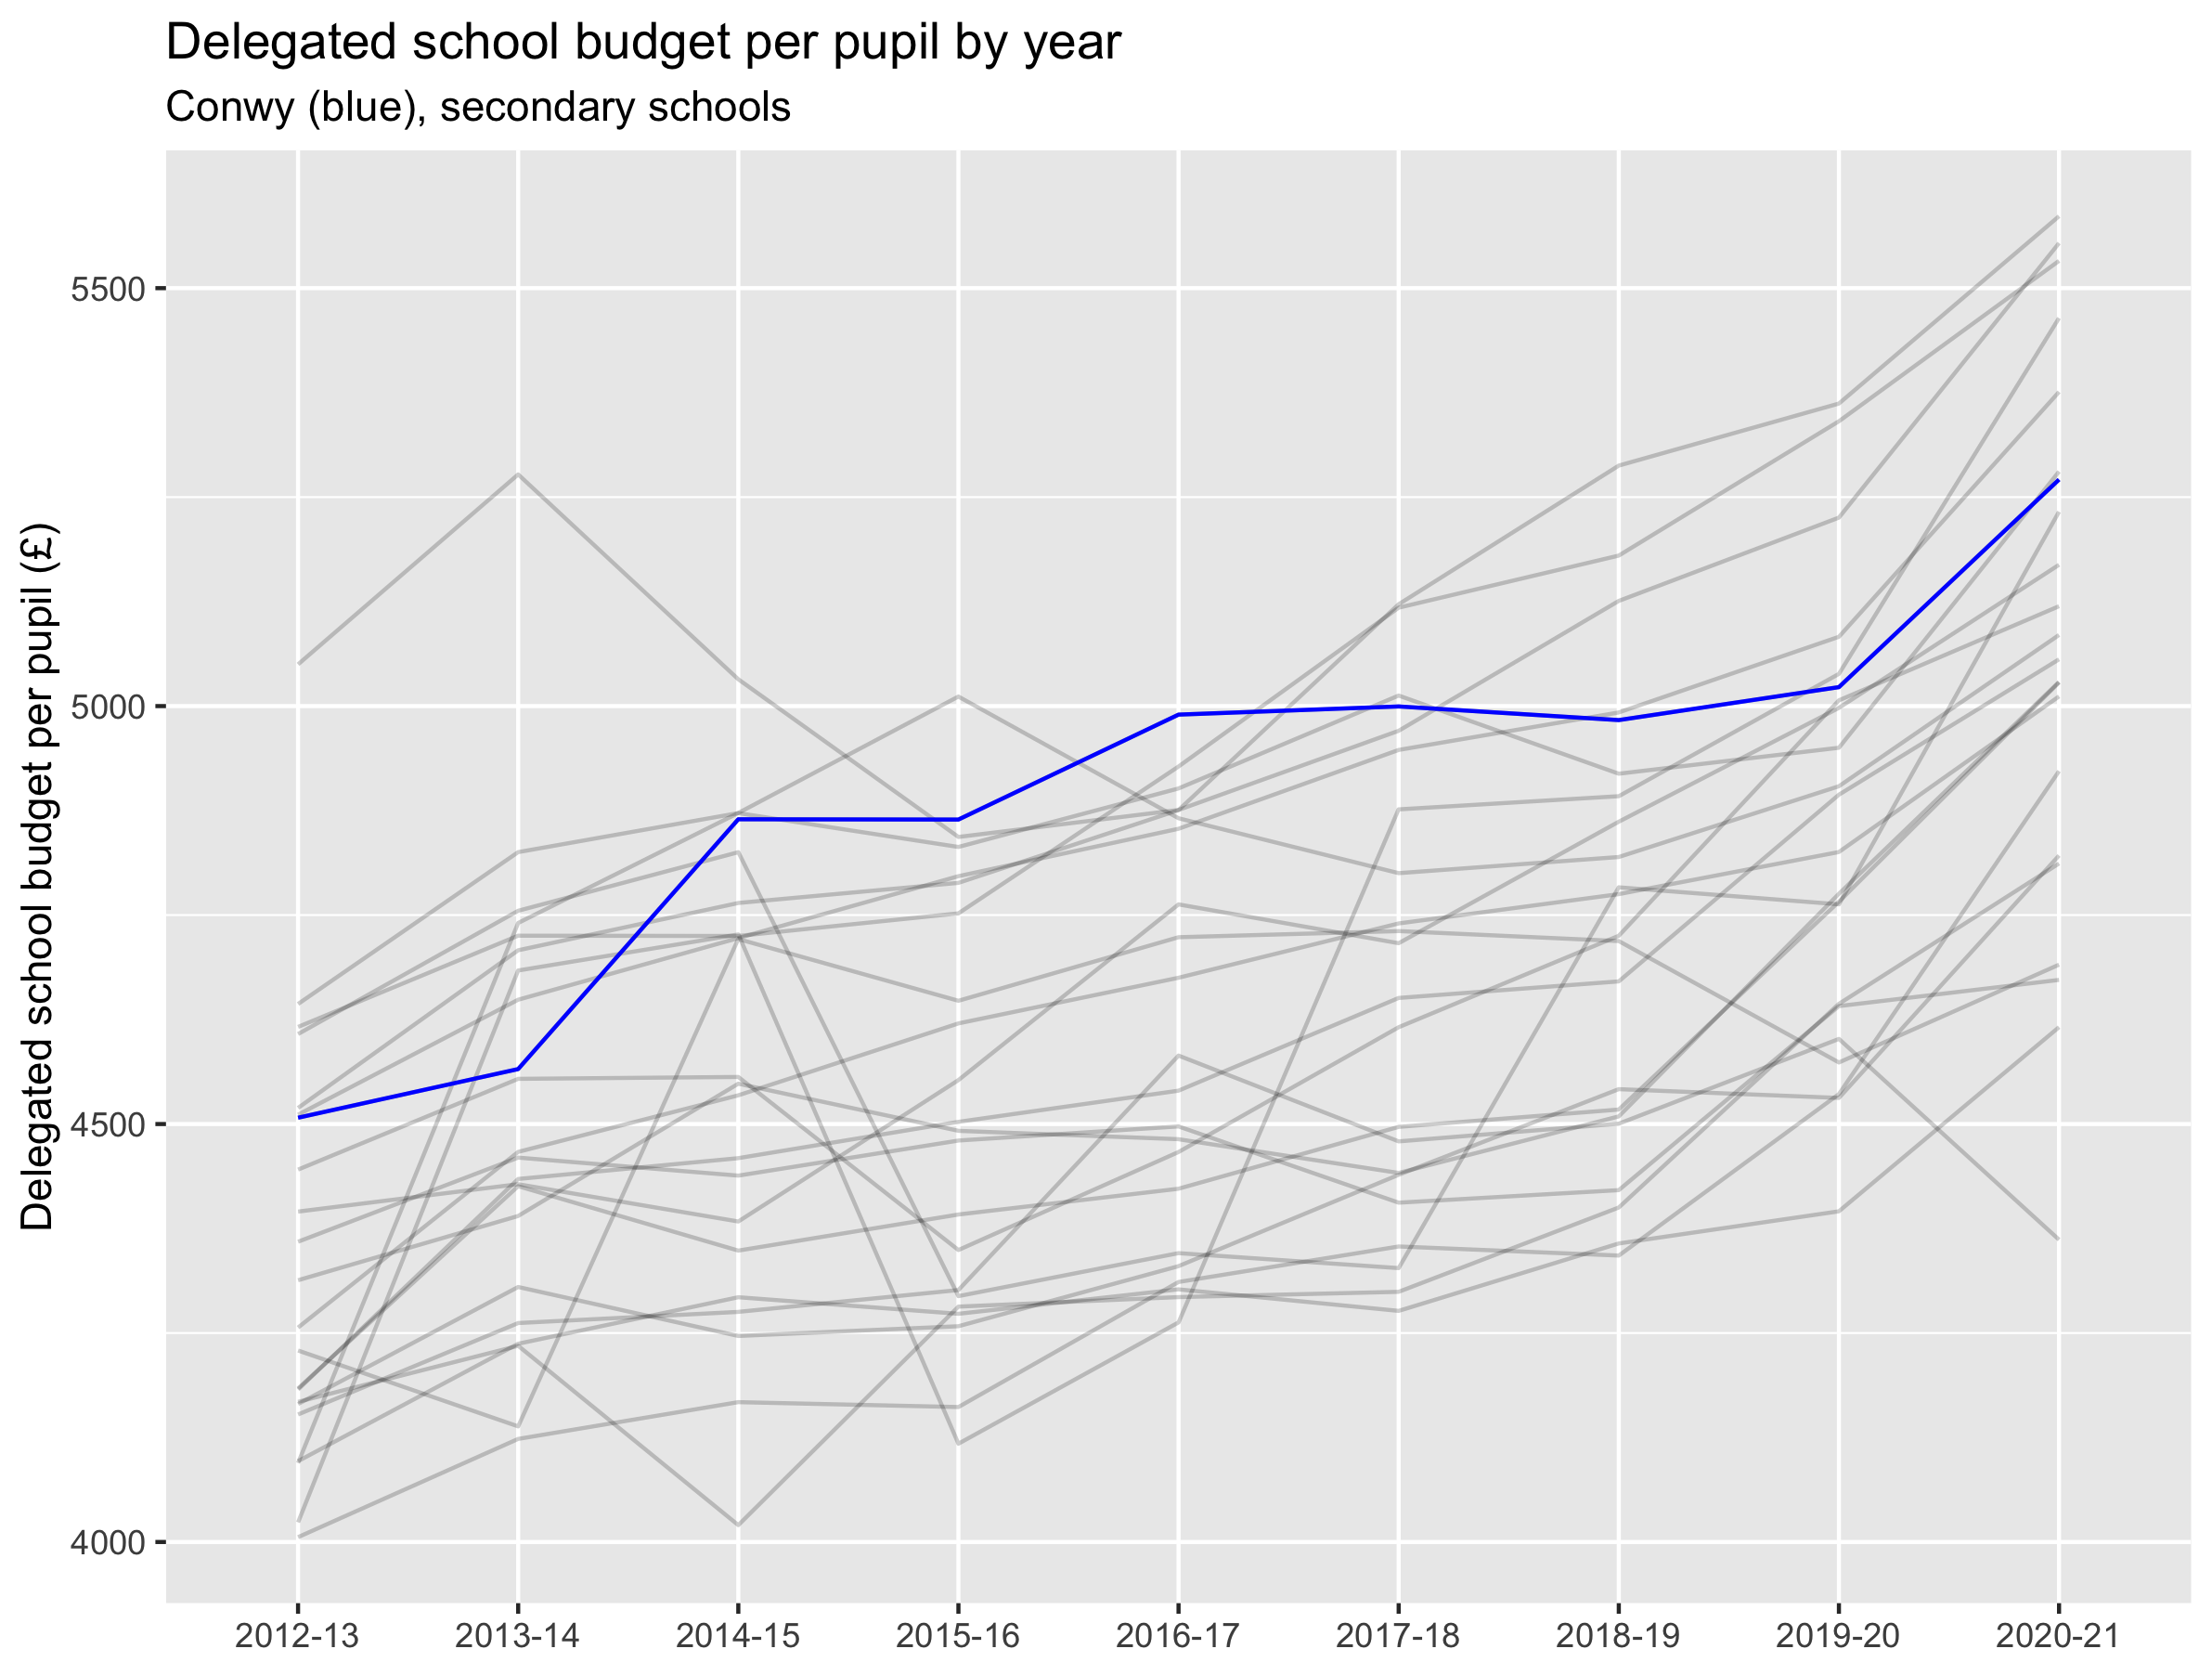 Delegated school budget per pupil by year
Conwy (blue), secondary schools
Delegated school budget per pupil (£)
5500
5000
4500
4000
2012-13 2013-14 2014-15 2015-16 2016-17 2017-18 2018-19 2019-20 2020-21